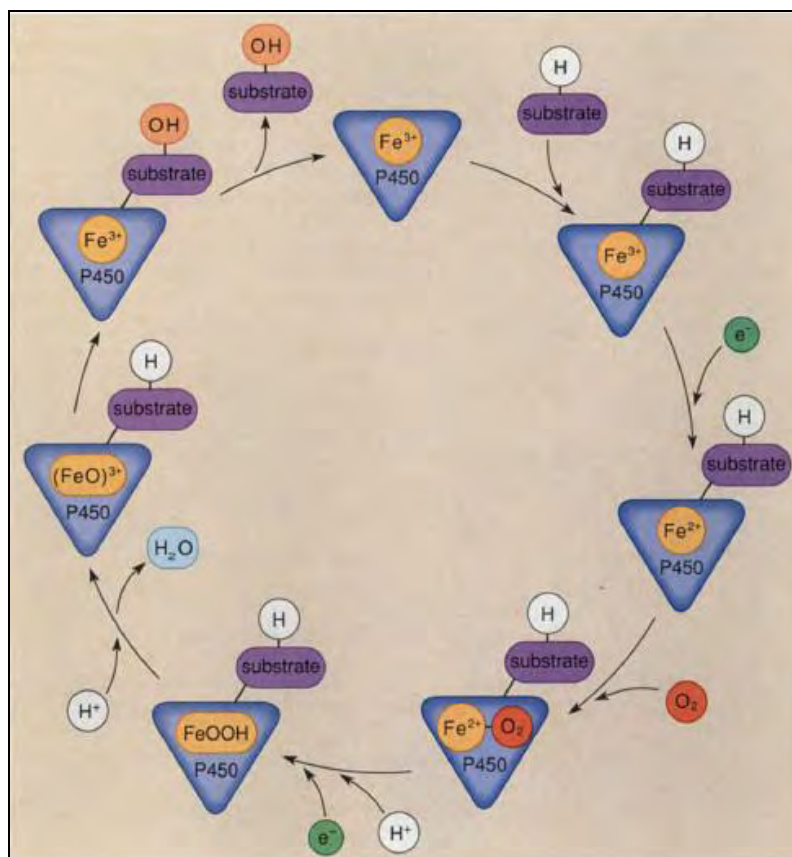 OH
substrate
Fe³⁺
P450
H
substrate
H
substrate
Fe³⁺
P450
e⁻
H
substrate
Fe²⁺
P450
O₂
H
substrate
Fe²⁺
O₂
P450
H⁺
e⁻
H
substrate
FeOOH
P450
H⁺
H₂O
H
substrate
(FeO)³⁺
P450
OH
substrate
Fe³⁺
P450